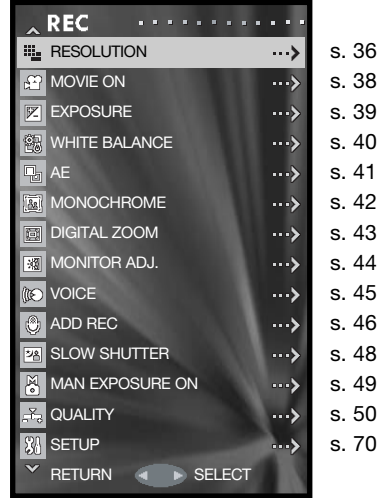 REC
RESOLUTION s. 36
MOVIE ON s. 38
EXPOSURE s. 39
WHITE BALANCE s. 40
AE s. 41
MONOCHROME s. 42
DIGITAL ZOOM s. 43
MONITOR ADJ. s. 44
VOICE s. 45
ADD REC s. 46
SLOW SHUTTER s. 48
MAN EXPOSURE ON s. 49
QUALITY s. 50
SETUP s. 70
RETURN SELECT